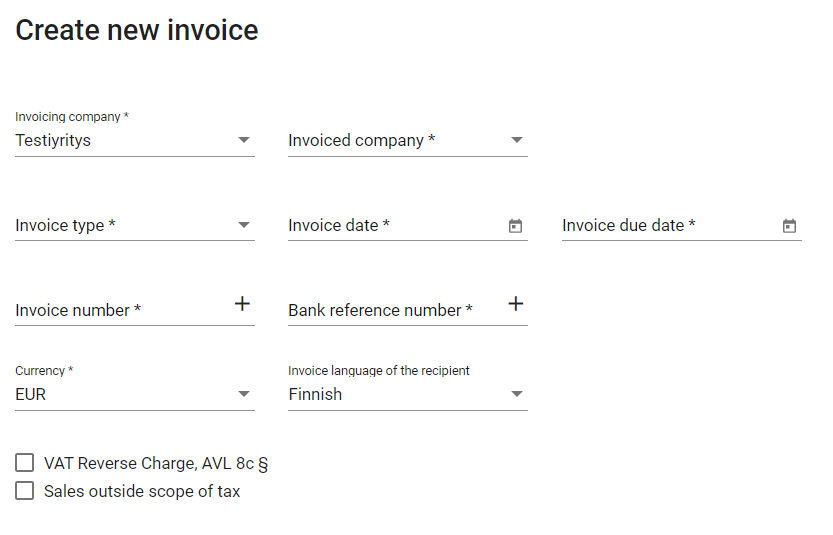 Create new invoice
Invoicing company *
Testiyritys
Invoiced company *
Invoice type *
Invoice date *
Invoice due date *
Invoice number *
Bank reference number *
Currency *
EUR
Invoice language of the recipient
Finnish
VAT Reverse Charge, AVL 8c §
Sales outside scope of tax